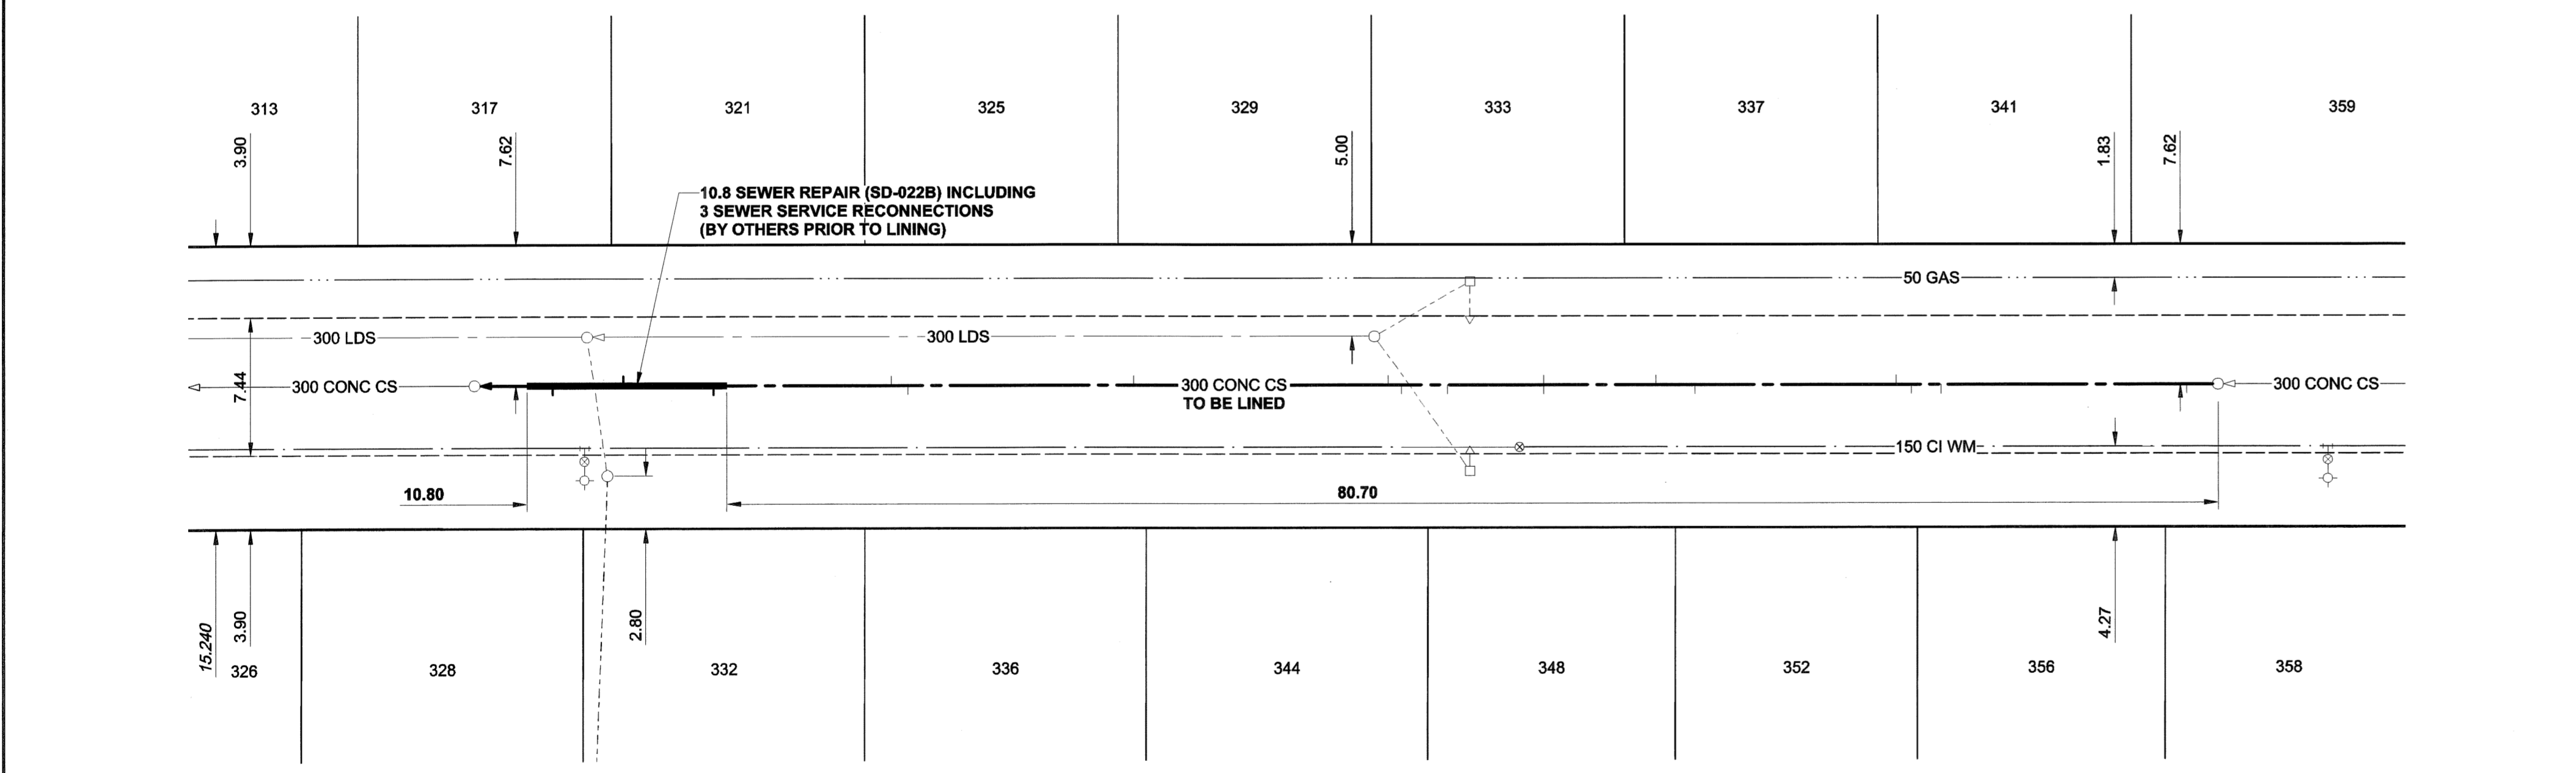 313
317
321
325
329
333
337
341
359
3.90
7.62
5.00
1.83
7.62
10.8 SEWER REPAIR (SD-022B) INCLUDING
3 SEWER SERVICE RECONNECTIONS
(BY OTHERS PRIOR TO LINING)
50 GAS
300 LDS
300 LDS
7.44
300 CONC CS
300 CONC CS
TO BE LINED
300 CONC CS
150 CI WM
10.80
80.70
15.240
3.90
2.80
4.27
326
328
332
336
344
348
352
356
358